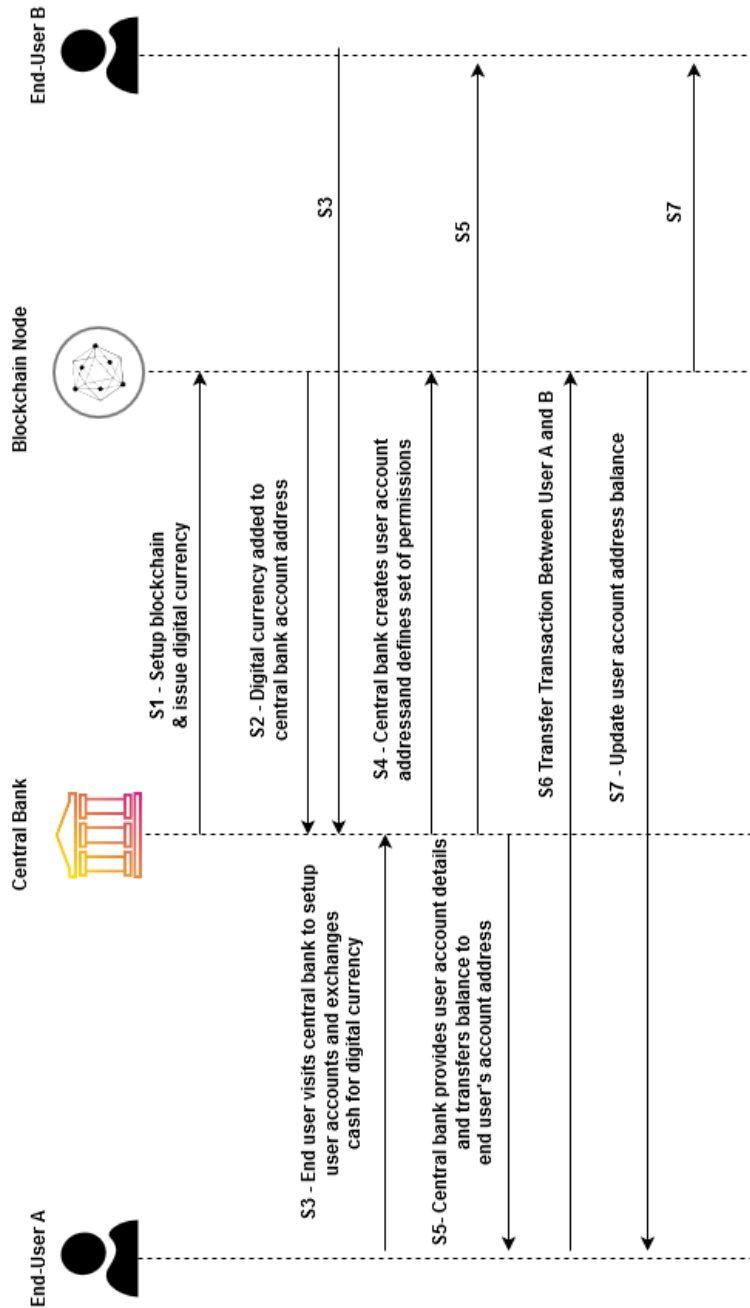 End-User A
Central Bank
Blockchain Node
End-User B
S1 - Setup blockchain
& issue digital currency
S2 - Digital currency added to
central bank account address
S3
S3 - End user visits central bank to setup
user accounts and exchanges
cash for digital currency
S4 - Central bank creates user account
addressand defines set of permissions
S5
S5- Central bank provides user account details
and transfers balance to
end user's account address
S6 Transfer Transaction Between User A and B
S7 - Update user account address balance
S7